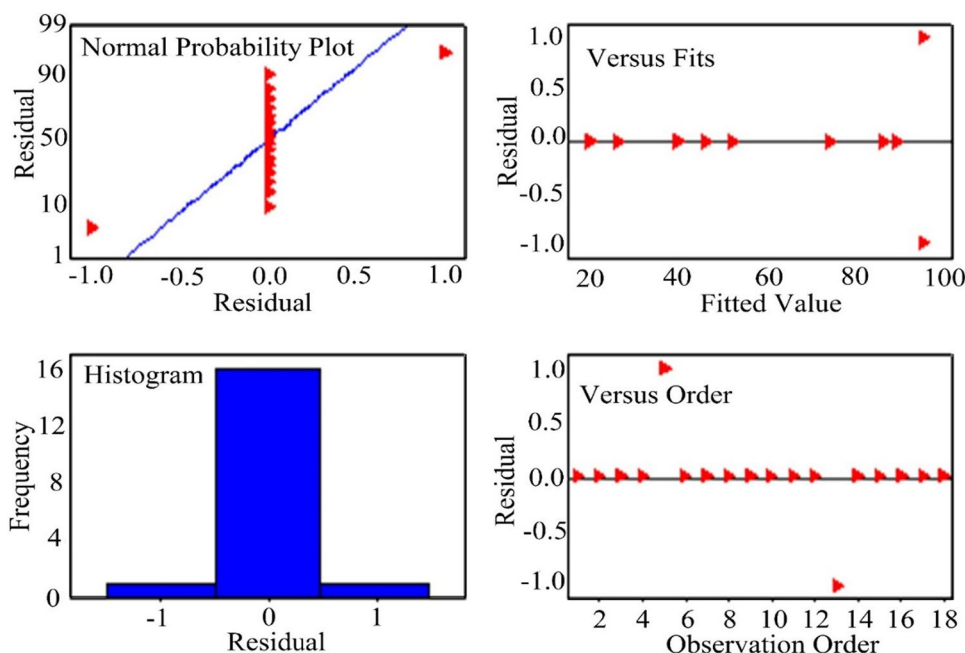 Normal Probability Plot
99
90
50
10
1
Residual
-1.0 -0.5 0.0 0.5 1.0
Residual
Versus Fits
1.0
0.5
0.0
-0.5
-1.0
Residual
20 40 60 80 100
Fitted Value
Histogram
16
12
8
4
0
Frequency
-1 0 1
Residual
Versus Order
1.0
0.5
0.0
-0.5
-1.0
Residual
2 4 6 8 10 12 14 16 18
Observation Order